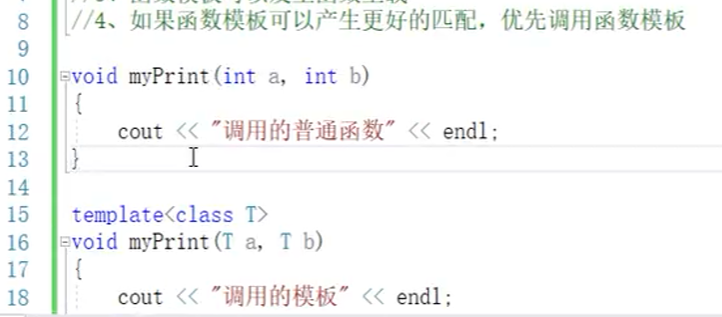 8 //4、如果函数模板可以产生更好的匹配，优先调用函数模板
9
10 void myPrint(int a, int b)
11 {
12 cout << "调用的普通函数" << endl;
13 }
14
15 template<class T>
16 void myPrint(T a, T b)
17 {
18 cout << "调用的模板" << endl;